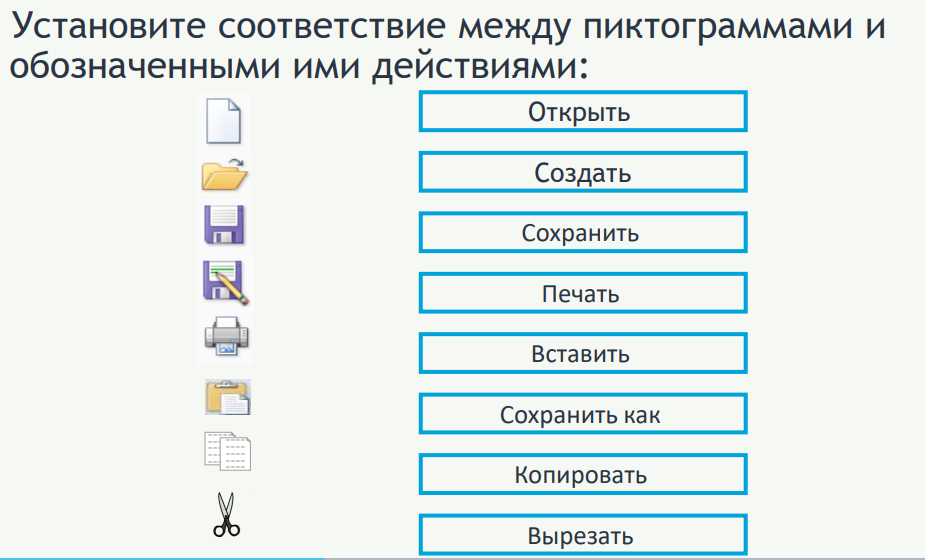 Установите соответствие между пиктограммами и
обозначенными ими действиями:
Открыть
Создать
Сохранить
Печать
Вставить
Сохранить как
Копировать
Вырезать